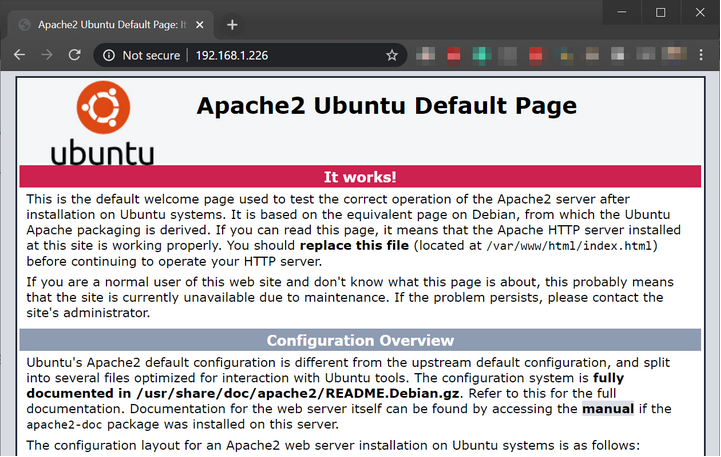 Apache2 Ubuntu Default Page: It
Not secure | 192.168.1.226
ubuntu
Apache2 Ubuntu Default Page
It works!
This is the default welcome page used to test the correct operation of the Apache2 server after
installation on Ubuntu systems. It is based on the equivalent page on Debian, from which the Ubuntu
Apache packaging is derived. If you can read this page, it means that the Apache HTTP server installed
at this site is working properly. You should replace this file (located at /var/www/html/index.html)
before continuing to operate your HTTP server.
If you are a normal user of this web site and don't know what this page is about, this probably means
that the site is currently unavailable due to maintenance. If the problem persists, please contact the
site's administrator.
Configuration Overview
Ubuntu's Apache2 default configuration is different from the upstream default configuration, and split
into several files optimized for interaction with Ubuntu tools. The configuration system is fully
documented in /usr/share/doc/apache2/README.Debian.gz. Refer to this for the full
documentation. Documentation for the web server itself can be found by accessing the manual if the
apache2-doc package was installed on this server.
The configuration layout for an Apache2 web server installation on Ubuntu systems is as follows: